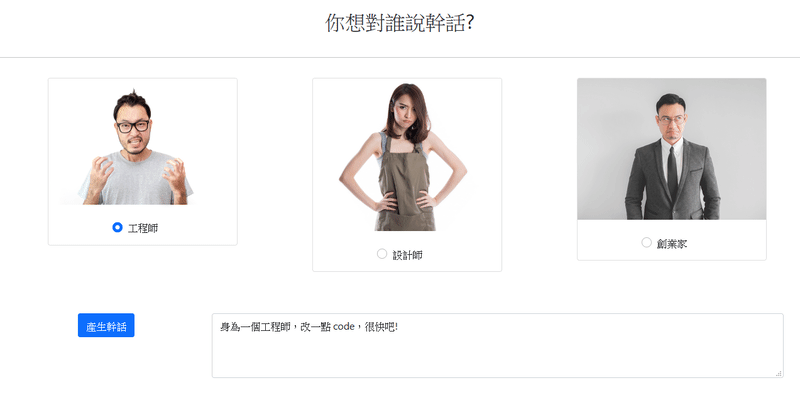 你想對誰說幹話?
工程師
設計師
創業家
產生幹話
身為一個工程師，改一點 code，很快吧!